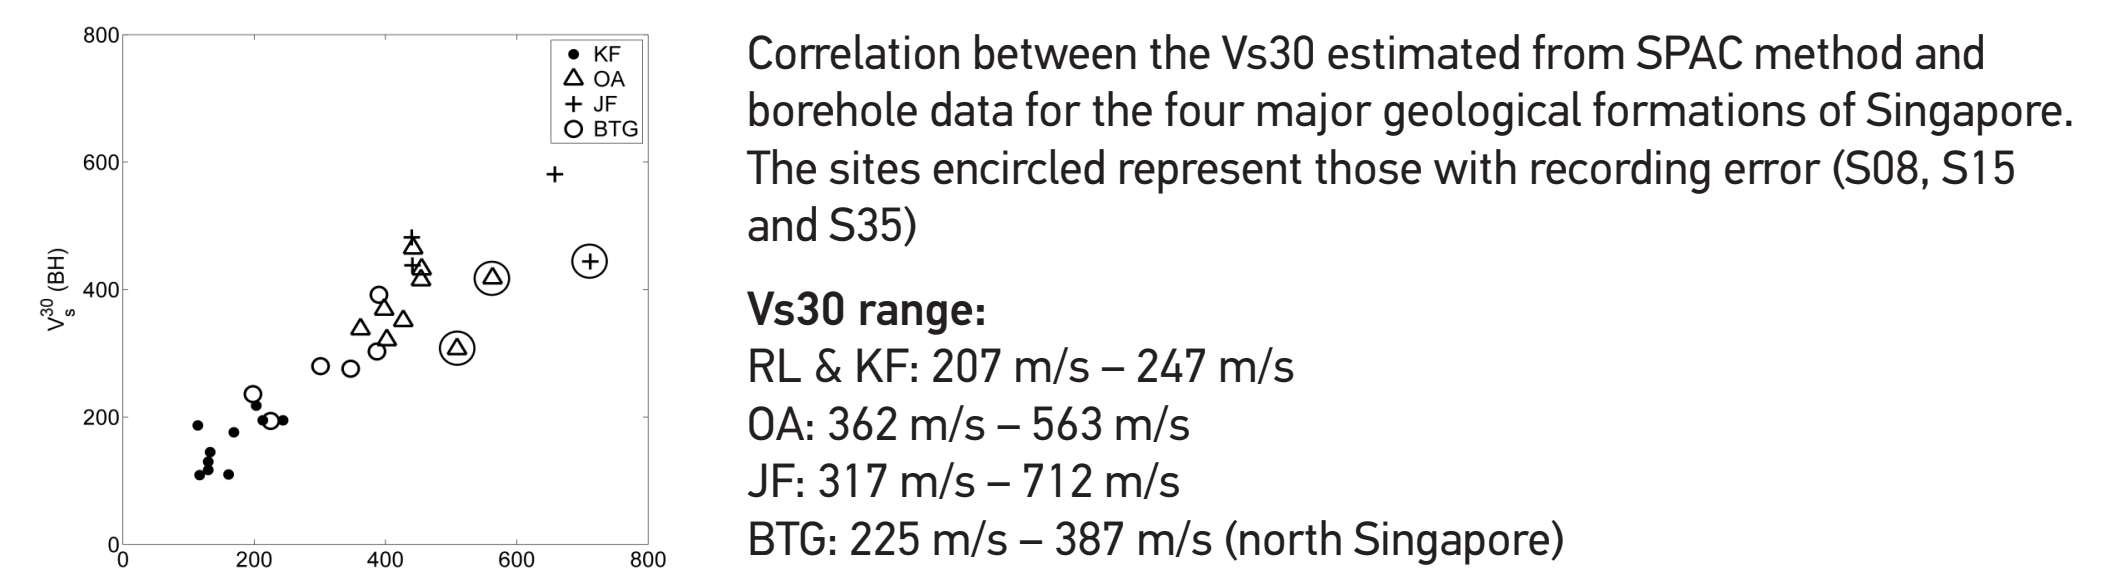 800
600
400
200
0
V_s^30 (BH)
0 200 400 600 800
KF
OA
JF
BTG
Correlation between the Vs30 estimated from SPAC method and
borehole data for the four major geological formations of Singapore.
The sites encircled represent those with recording error (S08, S15
and S35)
Vs30 range:
RL & KF: 207 m/s – 247 m/s
OA: 362 m/s – 563 m/s
JF: 317 m/s – 712 m/s
BTG: 225 m/s – 387 m/s (north Singapore)